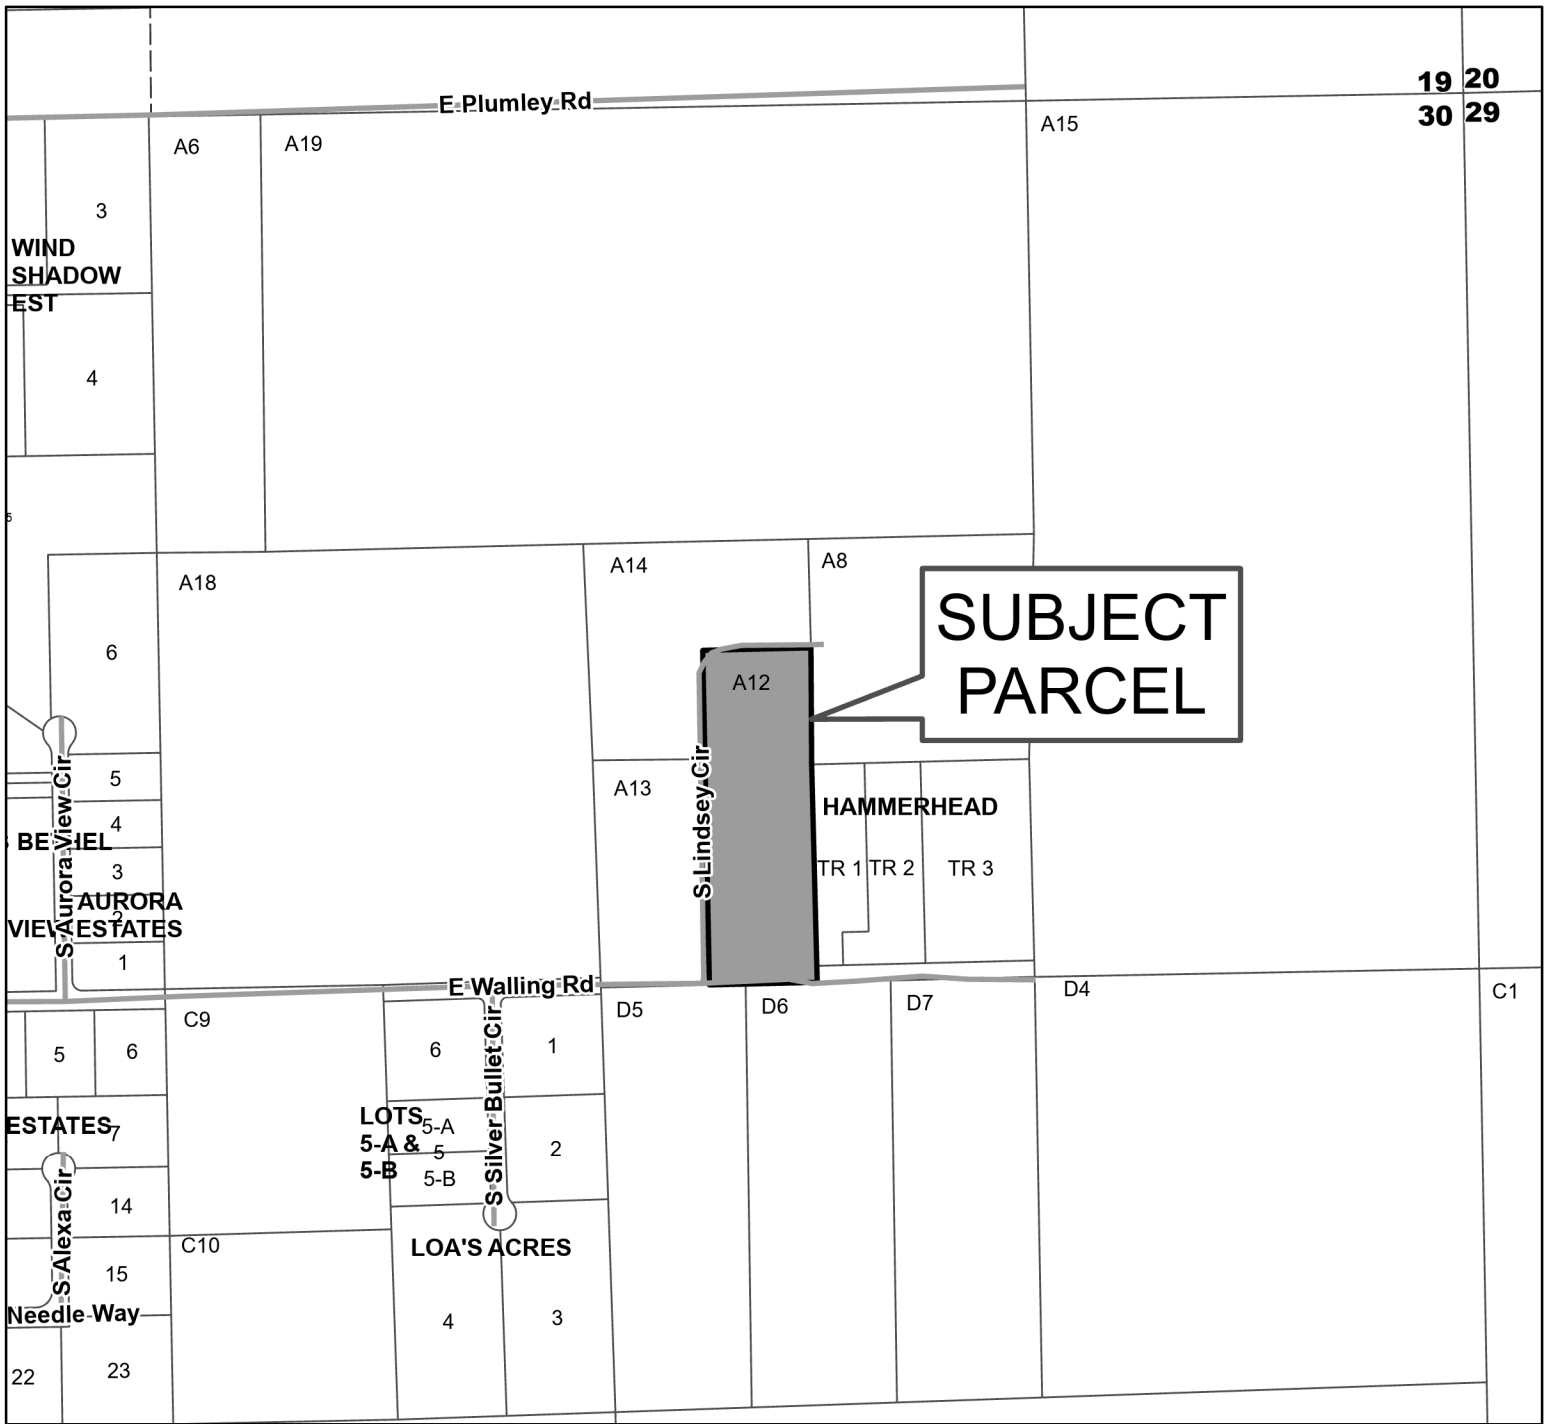 E Plumley Rd
19 20
30 29
A6
A19
A15
3
WIND
SHADOW
EST
4
5
A18
A14
A8
SUBJECT
PARCEL
6
A12
S Lindsey Cir
A13
HAMMERHEAD
TR 1
TR 2
TR 3
S Aurora View Cir
5
4
BETHEL
3
AURORA
2
VIEW ESTATES
1
E Walling Rd
C9
D5
D6
D7
D4
C1
5
6
6
1
S Silver Bullet Cir
ESTATES
7
LOTS
5-A &
5-B
5-A
5
5-B
2
S Alexa Cir
14
C10
LOA'S ACRES
15
Needle Way
4
3
22
23